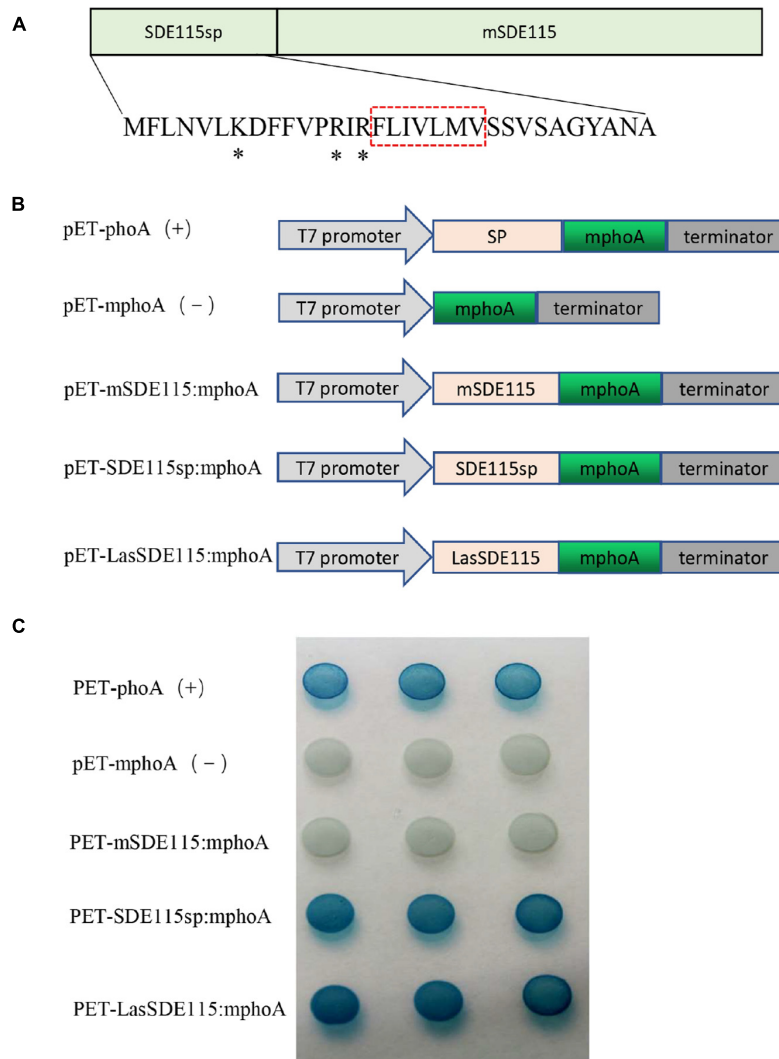 A
SDE115sp mSDE115
MFLNVLKDFFVPRIRFLIVLMVSSVSAGYANA
* * *
B
pET-phoA (+) T7 promoter SP mphoA terminator
pET-mphoA (-) T7 promoter mphoA terminator
pET-mSDE115:mphoA T7 promoter mSDE115 mphoA terminator
pET-SDE115sp:mphoA T7 promoter SDE115sp mphoA terminator
pET-LasSDE115:mphoA T7 promoter LasSDE115 mphoA terminator
C
PET-phoA (+)
pET-mphoA (-)
PET-mSDE115:mphoA
PET-SDE115sp:mphoA
PET-LasSDE115:mphoA